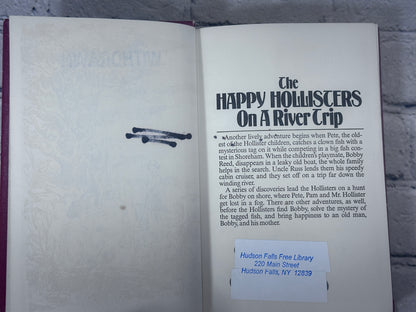 WITHDRAWN
The
HAPPY HOLLISTERS
On A River Trip
Another lively adventure begins when Pete, the old-
est of the Hollister children, catches a clown fish with a
mysterious tag on it while competing in a big fish con-
test in Shoreham. When the children's playmate, Bobby
Reed, disappears in a leaky old boat, the whole family
helps in the search. Uncle Russ lends them his speedy
cabin cruiser, and they set off on a trip far down the
winding river.
A series of discoveries lead the Hollisters on a hunt
for Bobby on shore, where Pete, Pam and Mr. Hollister
get lost in a fog. There are other adventures, as well,
before the Hollisters find Bobby, solve the mystery of
the tagged fish, and bring happiness to an old man,
Bobby, and his mother.
Hudson Falls Free Library
220 Main Street
Hudson Falls, NY 12839